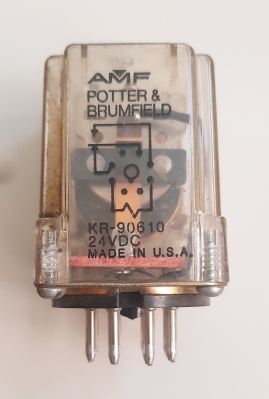 AMF
POTTER &
BRUMFIELD
KR-90610
24VDC
MADE IN U.S.A.